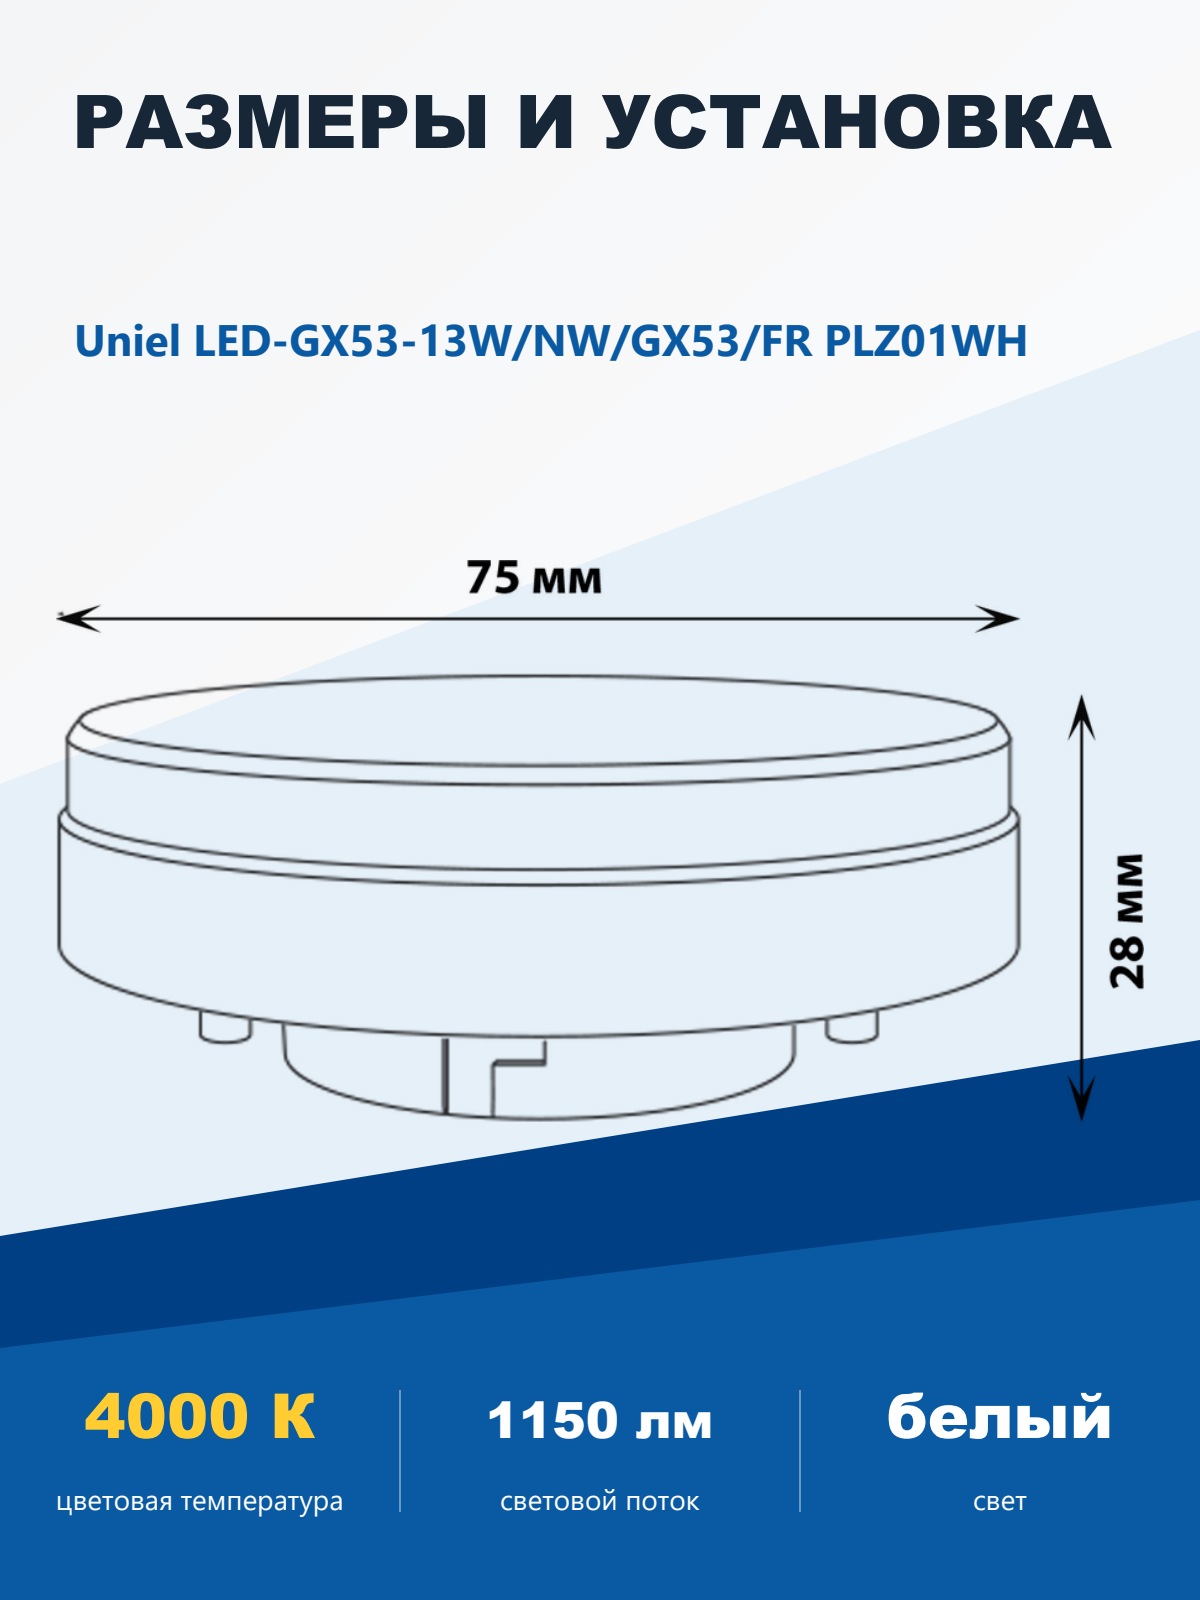 РАЗМЕРЫ И УСТАНОВКА
Uniel LED-GX53-13W/NW/GX53/FR PLZ01WH
75 мм
28 мм
4000 К
1150 лм
белый
цветовая температура
световой поток
свет